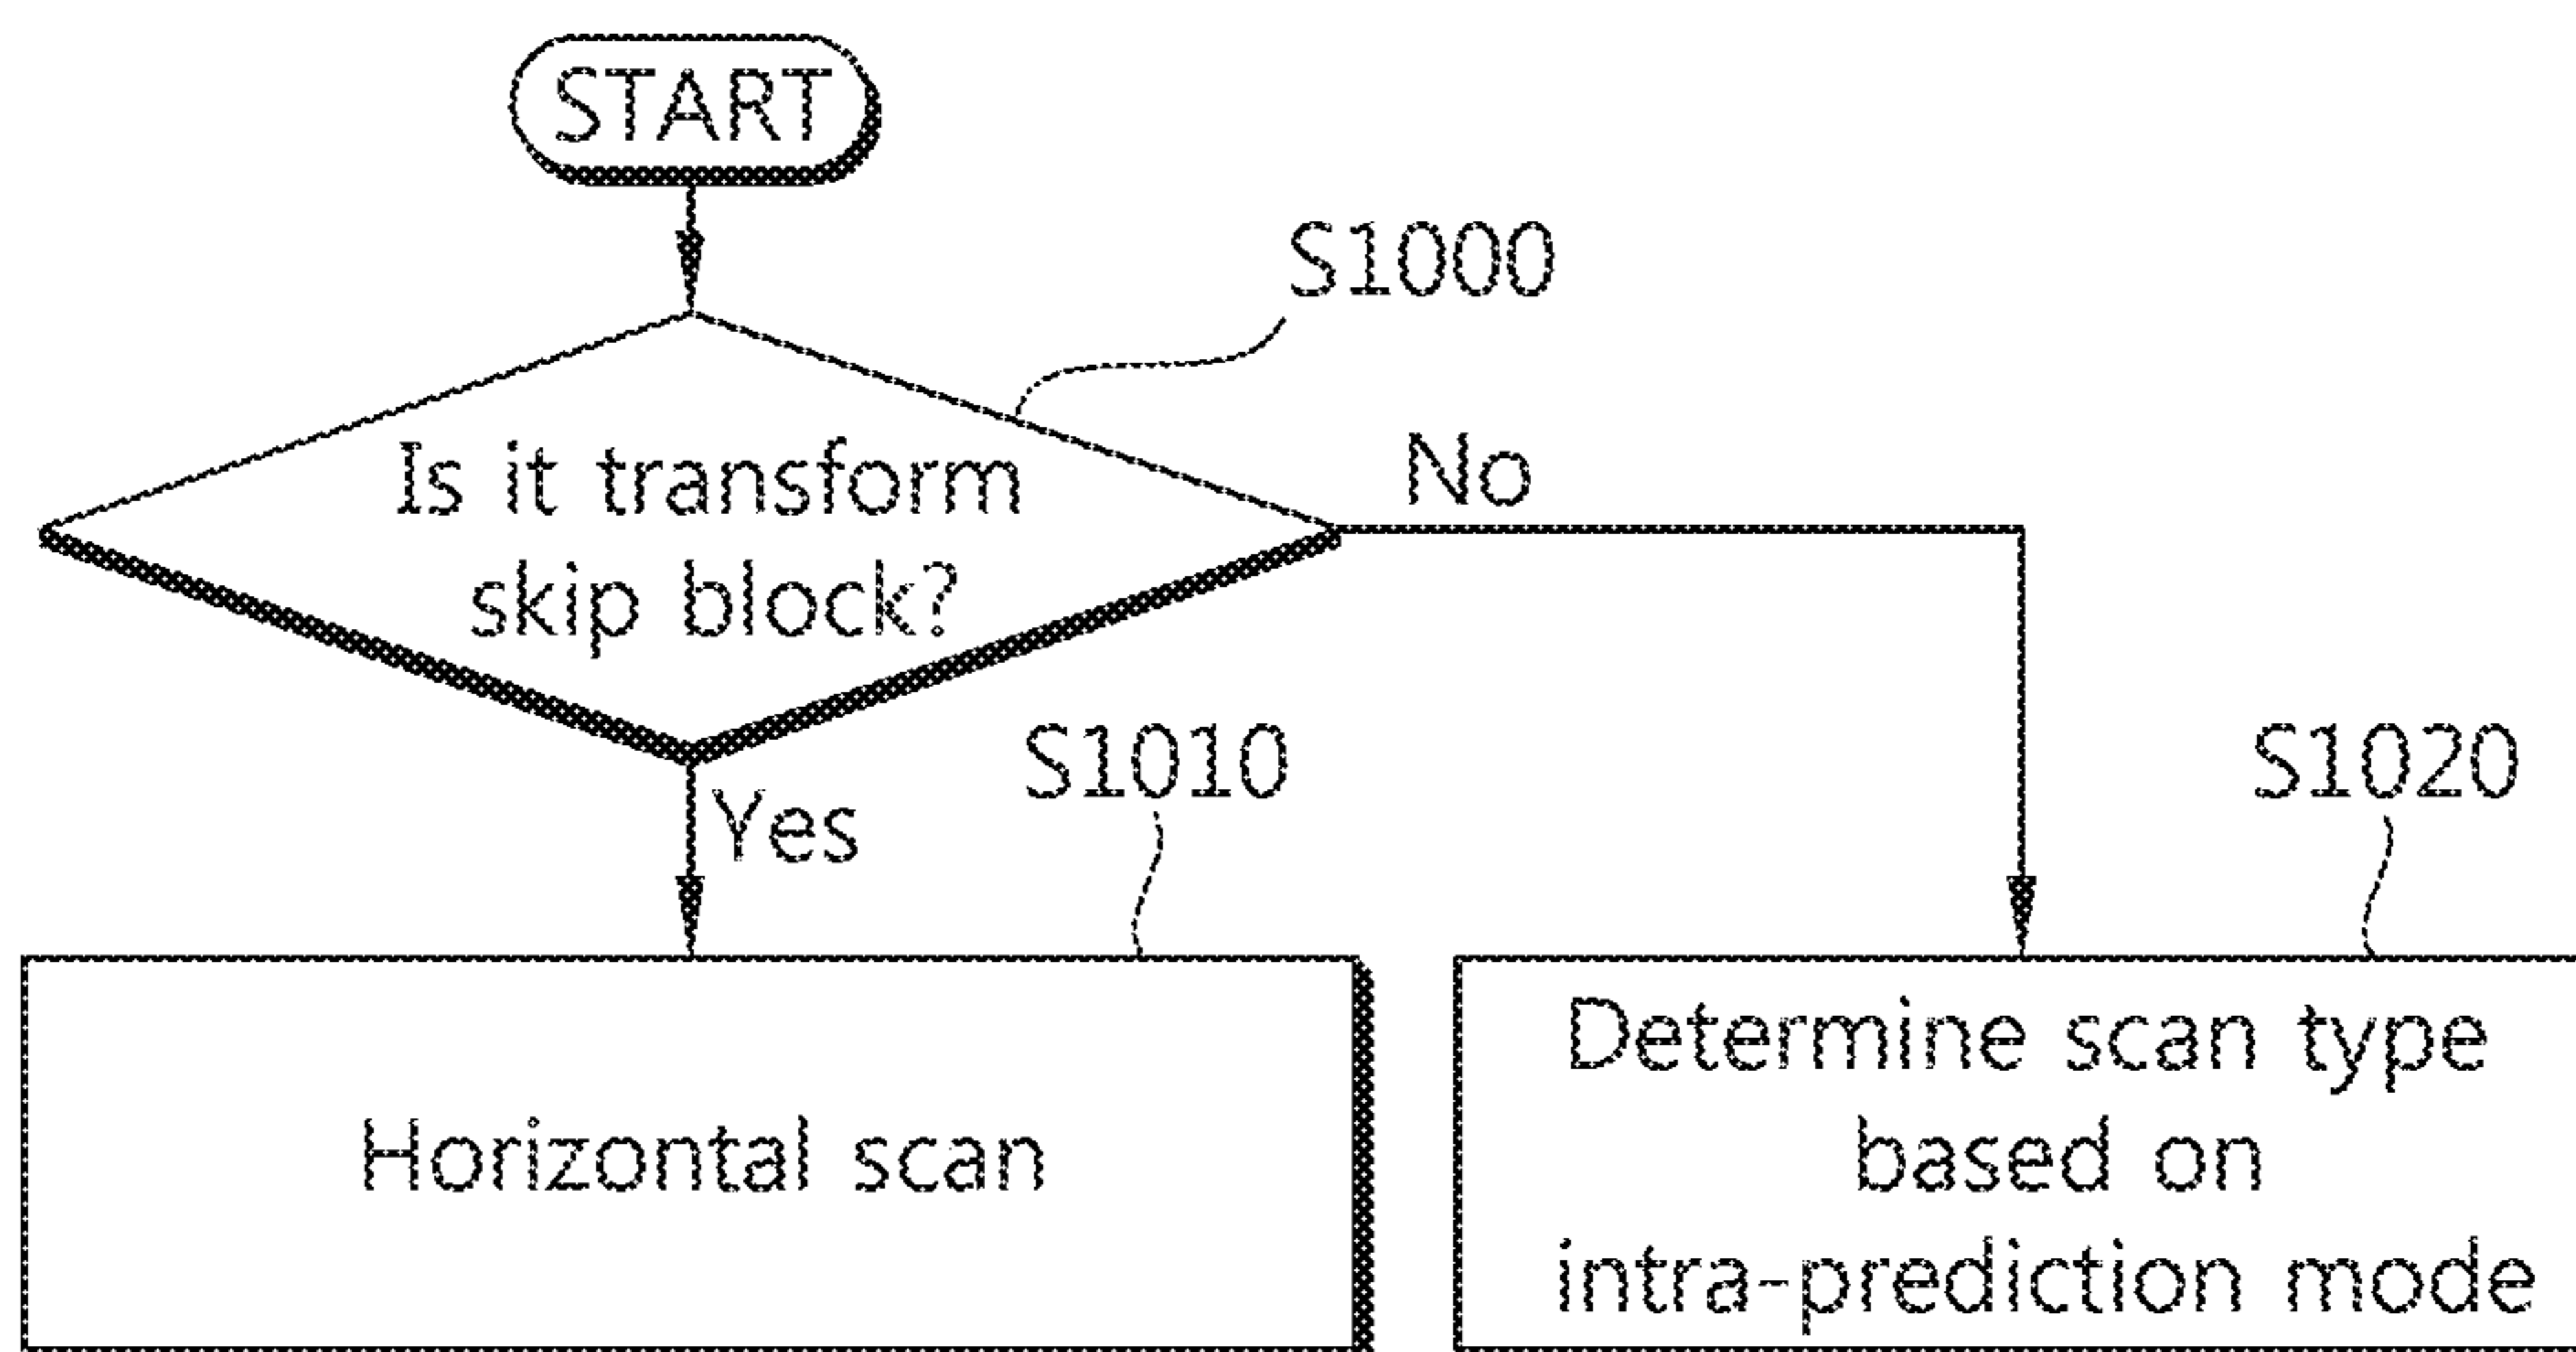 START
S1000
Is it transform
skip block?
No
Yes
S1010
S1020
Horizontal scan
Determine scan type
based on
intra-prediction mode